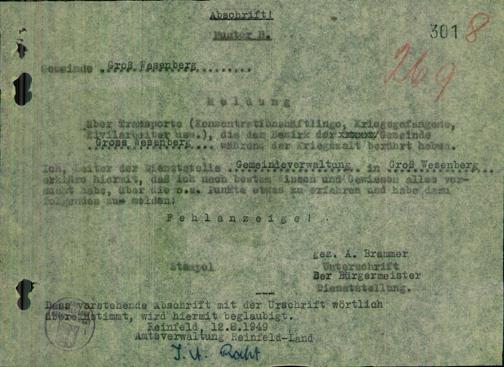 Abschrift!
301 8
Muster B.
269
Gemeinde ..Groß Wesenberg.........
M e l d u n g
über Transporte (Konzentrationshäftlinge, Kriegsgefangene,
Zivilarbeiter usw.), die den Bezirk der /Gemeinde
Gross Wesenberg während der Kriegszeit berührt haben.
Ich, Leiter der Dienststelle Gemeindeverwaltung in Groß Wesenberg
erkläre hiermit, daß ich nach bestem Wissen und Gewissen alles ver-
sucht habe, über die o.a. Punkte etwas zu erfahren und habe dazu
folgendes zu melden:
F e h l a n z e i g e !
gez. A. Brammer
Stempel
Unterschrift
Der Bürgermeister
Dienststellung.
Dass vorstehende Abschrift mit der Urschrift wörtlich
übereinstimmt, wird hiermit beglaubigt.
Reinfeld, 12.8.1949
Amtsverwaltung Reinfeld-Land